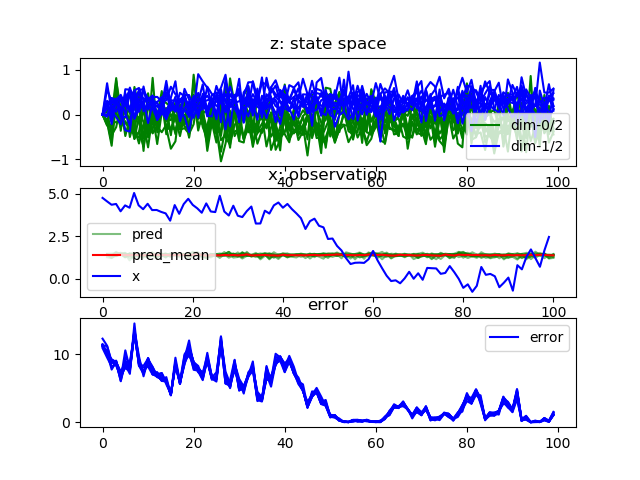 z: state space
1
0
−1
dim-0/2
dim-1/2
0 20 40 60 80 100
x: observation
5.0
2.5
0.0
pred
pred_mean
x
0 20 40 60 80 100
error
10
0
error
0 20 40 60 80 100